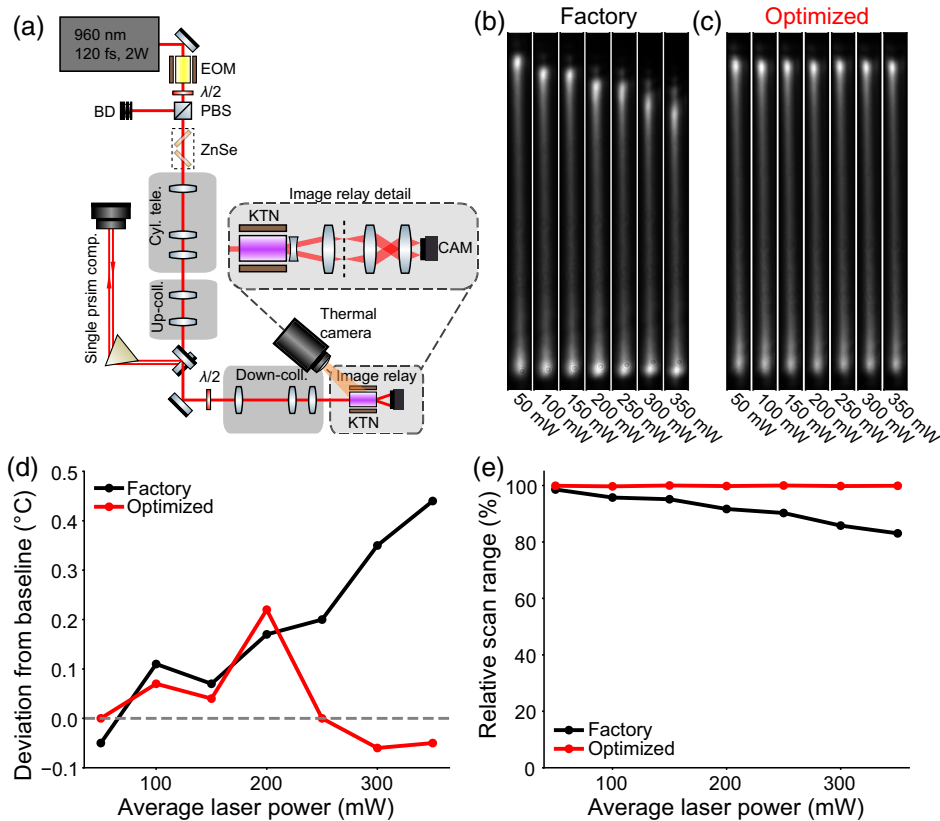 (a)
960 nm
120 fs, 2W
EOM
λ/2
BD
PBS
ZnSe
Cyl. tele.
Up-coll.
Single prsim comp.
Image relay detail
KTN
CAM
Thermal
camera
λ/2
Down-coll.
Image relay
KTN
(b)
Factory
50 mW
100 mW
150 mW
200 mW
250 mW
300 mW
350 mW
(c)
Optimized
50 mW
100 mW
150 mW
200 mW
250 mW
300 mW
350 mW
(d)
Deviation from baseline (°C)
0.5
0.4
0.3
0.2
0.1
0.0
−0.1
Factory
Optimized
100
200
300
Average laser power (mW)
(e)
Relative scan range (%)
100
80
60
40
20
0
Factory
Optimized
100
200
300
Average laser power (mW)